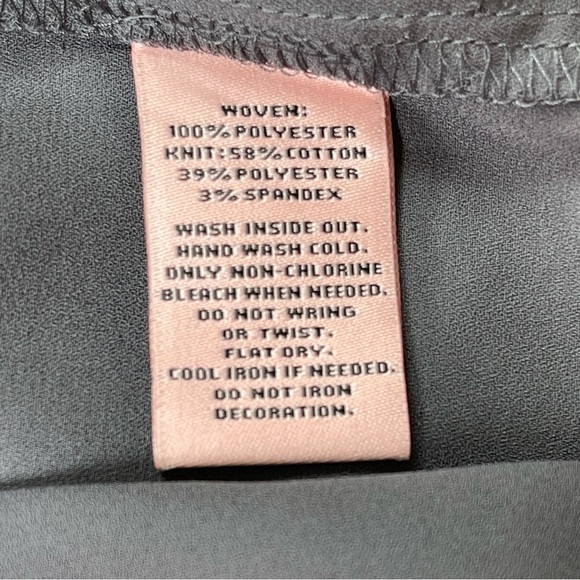 WOVEN:
100% POLYESTER
KNIT: 58% COTTON
39% POLYESTER
3% SPANDEX
WASH INSIDE OUT.
HAND WASH COLD.
ONLY NON-CHLORINE
BLEACH WHEN NEEDED.
DO NOT WRING
OR TWIST.
FLAT DRY.
COOL IRON IF NEEDED.
DO NOT IRON
DECORATION.